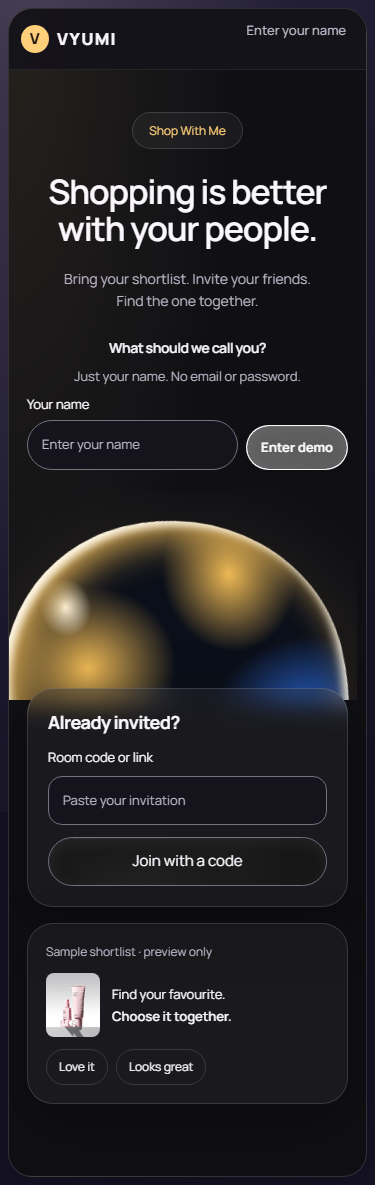 V VYUMI
Enter your name
Shop With Me
Shopping is better
with your people.
Bring your shortlist. Invite your friends.
Find the one together.
What should we call you?
Just your name. No email or password.
Your name
Enter your name
Enter demo
Already invited?
Room code or link
Paste your invitation
Join with a code
Sample shortlist · preview only
Find your favourite.
Choose it together.
Love it
Looks great